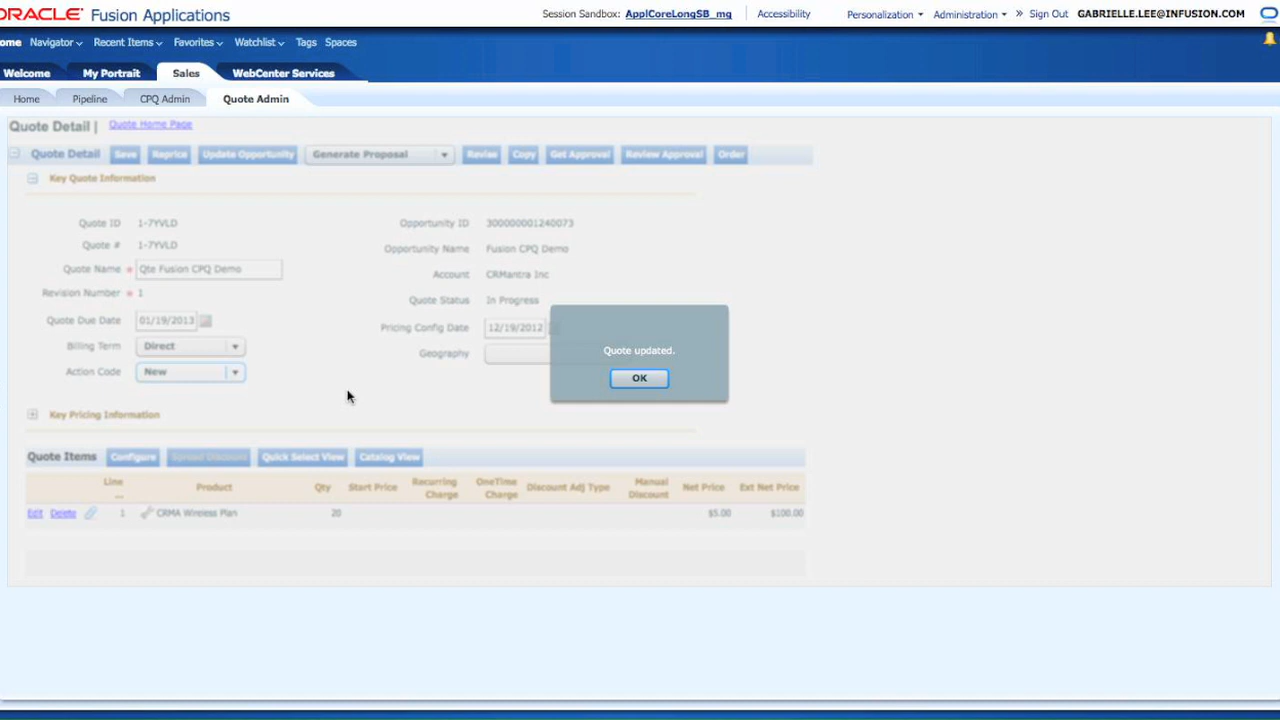 ORACLE Fusion Applications Session Sandbox: ApplCoreLongSB_mg Accessibility Personalization Administration » Sign Out GABRIELLE.LEE@INFUSION.COM
ome Navigator Recent Items Favorites Watchlist Tags Spaces
Welcome My Portrait Sales WebCenter Services
Home Pipeline CPQ Admin Quote Admin
Quote Detail | Quote Home Page
Quote Detail Save Reprice Update Opportunity Generate Proposal Revise Copy Get Approval Review Approval Order
Key Quote Information
Quote ID 1-7YVLD Opportunity ID 300000001240073
Quote # 1-7YVLD Opportunity Name Fusion CPQ Demo
Quote Name * Qte Fusion CPQ Demo Account CRMantra Inc
Revision Number * 1 Quote Status In Progress
Quote Due Date 01/19/2013 Pricing Config Date 12/19/2012
Billing Term Direct Geography
Action Code New
Quote updated.
OK
Key Pricing Information
Quote Items Configure Spread Discount Quick Select View Catalog View
Line ... Product Qty Start Price Recurring Charge OneTime Charge Discount Adj Type Manual Discount Net Price Ext Net Price
Edit Delete 1 CRMA Wireless Plan 20 $5.00 $100.00